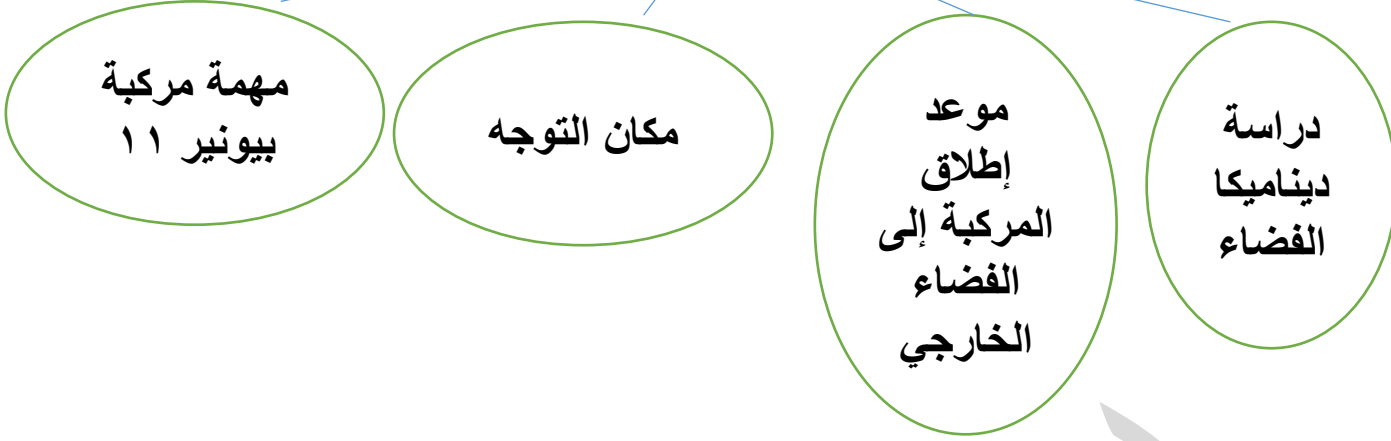 دراسة
ديناميكا
الفضاء
موعد
إطلاق
المركبة إلى
الفضاء
الخارجي
مكان التوجه
مهمة مركبة
بيونير ١١